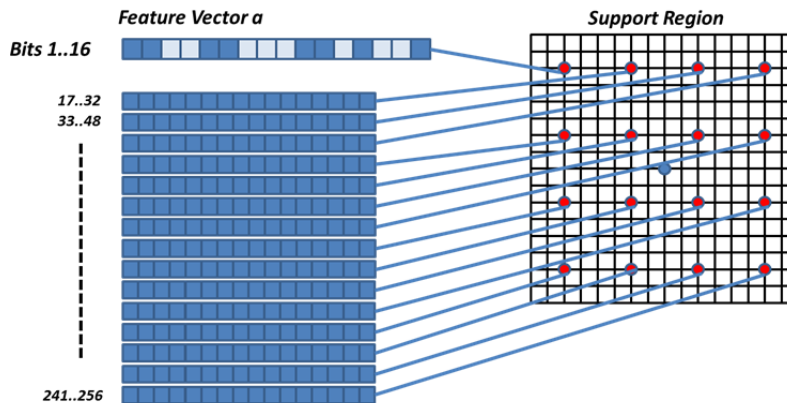 Feature Vector a
Support Region
Bits 1..16
17..32
33..48
241..256